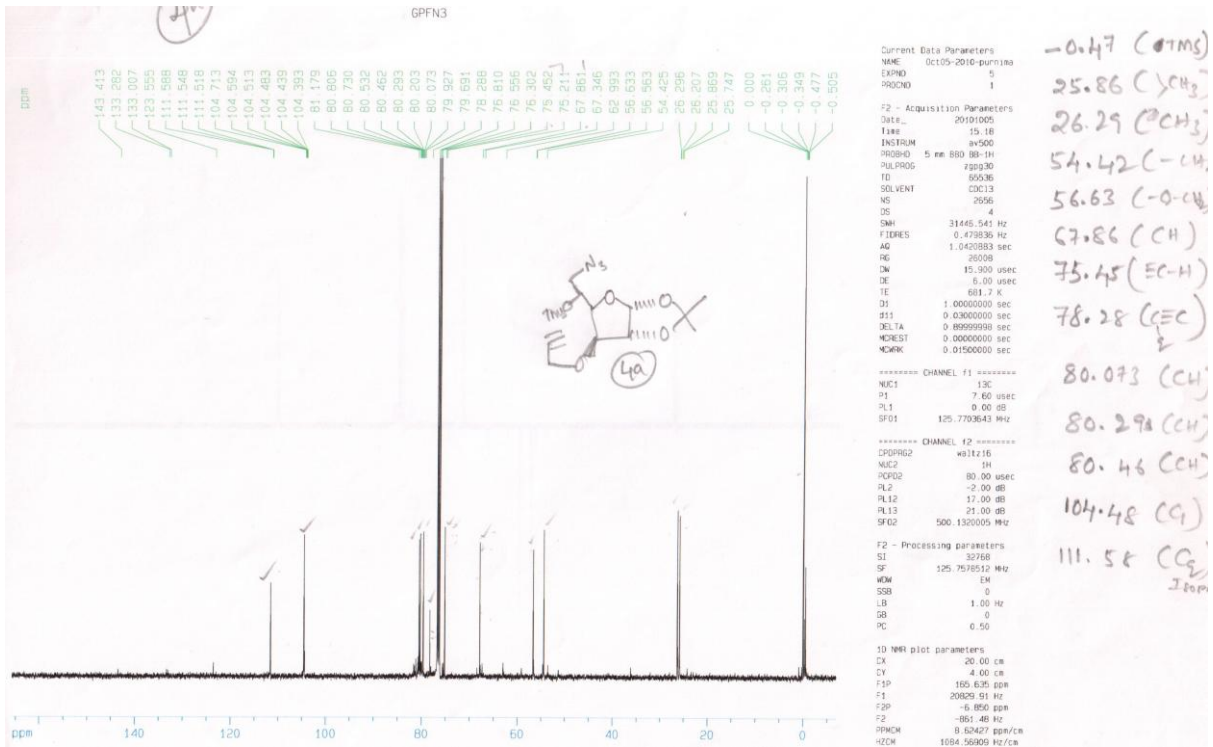 GPFN3
ppm
143.413
133.282
133.007
123.555
111.588
111.548
111.518
104.713
104.594
104.513
104.483
104.439
104.393
81.179
80.806
80.730
80.532
80.462
80.293
80.203
80.073
79.927
79.691
78.288
76.810
76.556
76.302
75.452
75.211
67.861
67.346
62.993
56.633
56.563
54.425
26.296
26.207
25.869
25.747
0.000
-0.261
-0.306
-0.349
-0.477
-0.505
N3
O
O
O
TMSO
O
4a
ppm 140 120 100 80 60 40 20 0
Current Data Parameters
NAME Oct05-2010-purnima
EXPNO 5
PROCNO 1
F2 - Acquisition Parameters
Date_ 20101005
Time 15.18
INSTRUM av500
PROBHD 5 mm BBO BB-1H
PULPROG zgpg30
TD 65536
SOLVENT CDCl3
NS 2656
DS 4
SWH 31446.541 Hz
FIDRES 0.479836 Hz
AQ 1.0420883 sec
RG 26008
DW 15.900 usec
DE 6.00 usec
TE 681.7 K
D1 1.00000000 sec
d11 0.03000000 sec
DELTA 0.89999998 sec
MCREST 0.00000000 sec
MCWRK 0.01500000 sec
======== CHANNEL f1 ========
NUC1 13C
P1 7.60 usec
PL1 0.00 dB
SFO1 125.7703643 MHz
======== CHANNEL f2 ========
CPDPRG2 waltz16
NUC2 1H
PCPD2 80.00 usec
PL2 -2.00 dB
PL12 17.00 dB
PL13 21.00 dB
SFO2 500.1320005 MHz
F2 - Processing parameters
SI 32768
SF 125.7576512 MHz
WDW EM
SSB 0
LB 1.00 Hz
GB 0
PC 0.50
1D NMR plot parameters
CX 20.00 cm
CY 4.00 cm
F1P 165.635 ppm
F1 20829.91 Hz
F2P -6.850 ppm
F2 -861.48 Hz
PPMCM 8.62427 ppm/cm
HZCM 1084.56909 Hz/cm
-0.47 (TMS)
25.86 (>CH3)
26.29 (CH3)
54.42 (-CH2
56.63 (-O-CH2
67.86 (CH)
75.45 (≡C-H)
78.28 (C≡C)
q
80.073 (CH)
80.29 (CH)
80.46 (CH)
104.48 (C1)
111.58 (Cq)